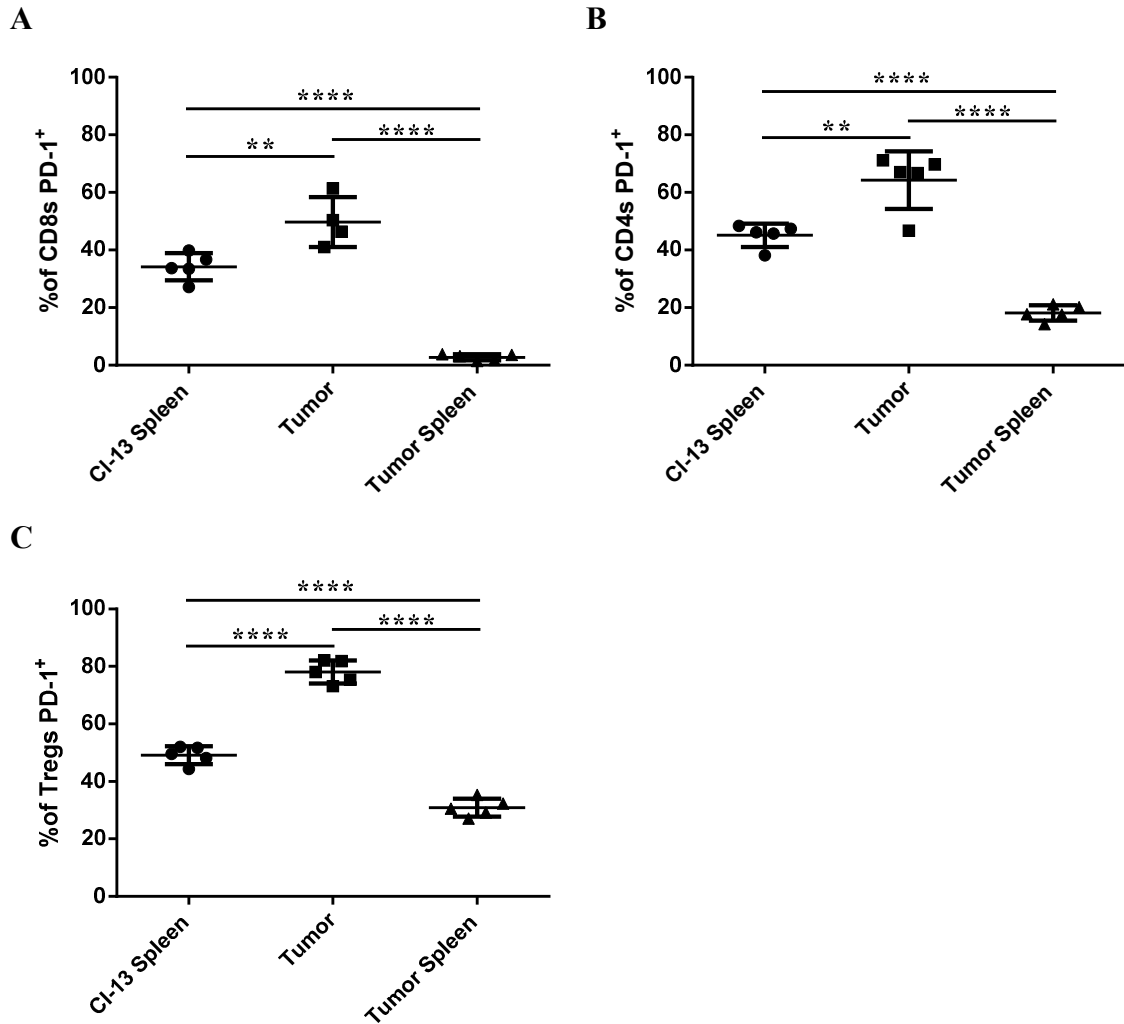 A
%of CD8s PD-1+
100
80
60
40
20
0
****
**
****
Cl-13 Spleen
Tumor
Tumor Spleen
B
%of CD4s PD-1+
100
80
60
40
20
0
****
**
****
Cl-13 Spleen
Tumor
Tumor Spleen
C
%of Tregs PD-1+
100
80
60
40
20
0
****
****
****
Cl-13 Spleen
Tumor
Tumor Spleen